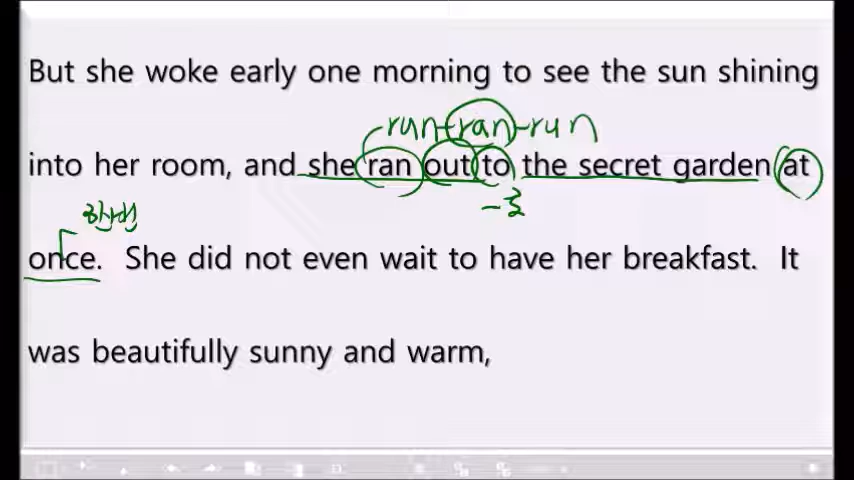 But she woke early one morning to see the sun shining
run-ran-run
into her room, and she ran out to the secret garden at
-로
한번
once. She did not even wait to have her breakfast. It
was beautifully sunny and warm,